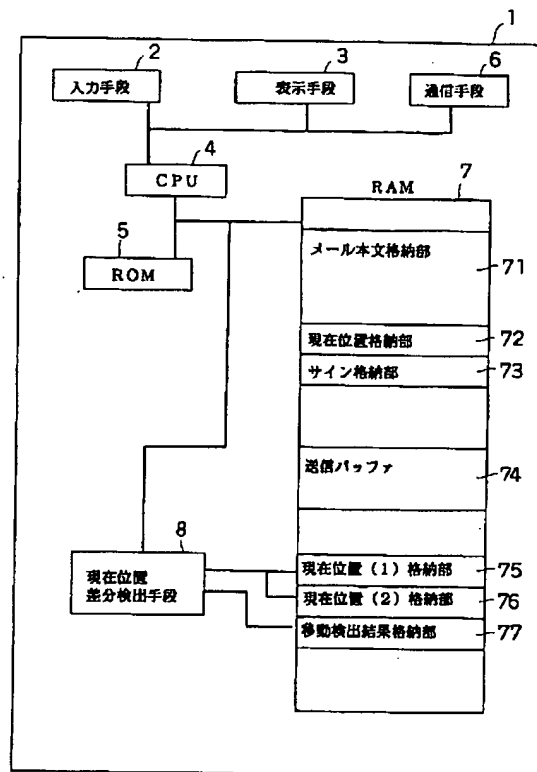 1
2
3
6
入力手段
表示手段
通信手段
4
CPU
RAM
7
5
ROM
メール本文格納部
71
現在位置格納部
72
サイン格納部
73
送信バッファ
74
8
現在位置
差分検出手段
現在位置(1)格納部
75
現在位置(2)格納部
76
移動検出結果格納部
77